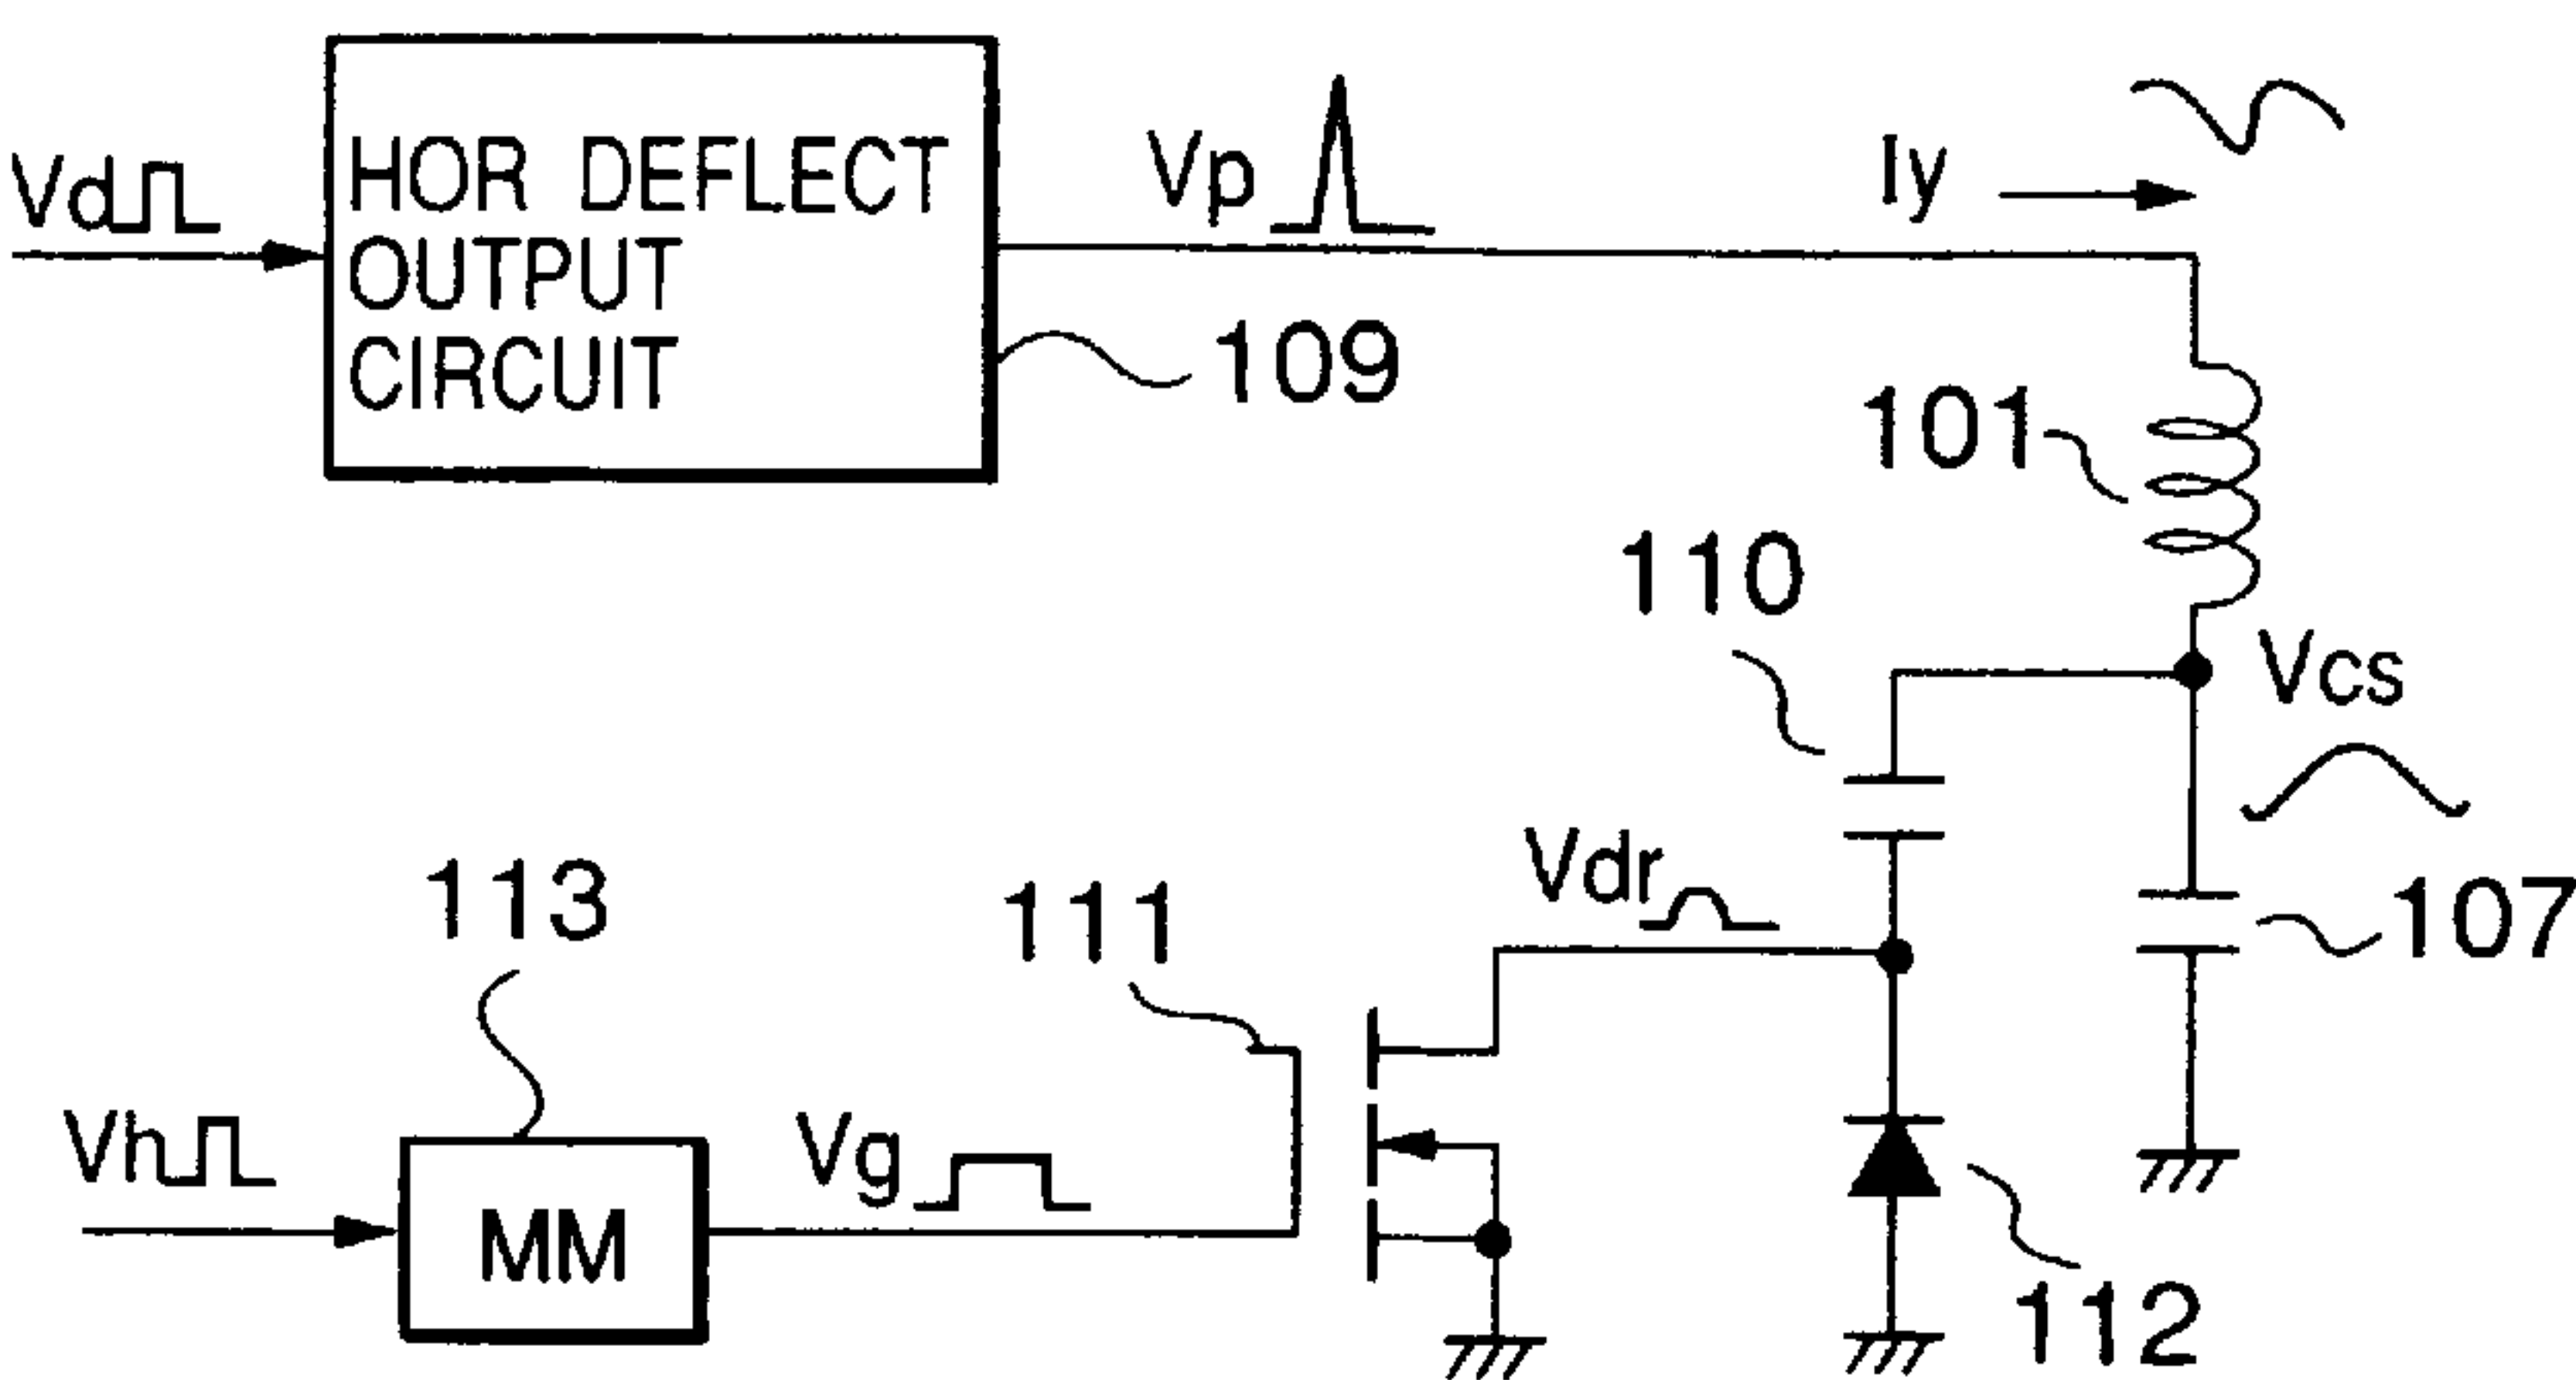 Vd
HOR DEFLECT
OUTPUT
CIRCUIT
Vp
Iy
109
101
110
Vcs
Vdr
107
113
111
Vh
MM
Vg
112